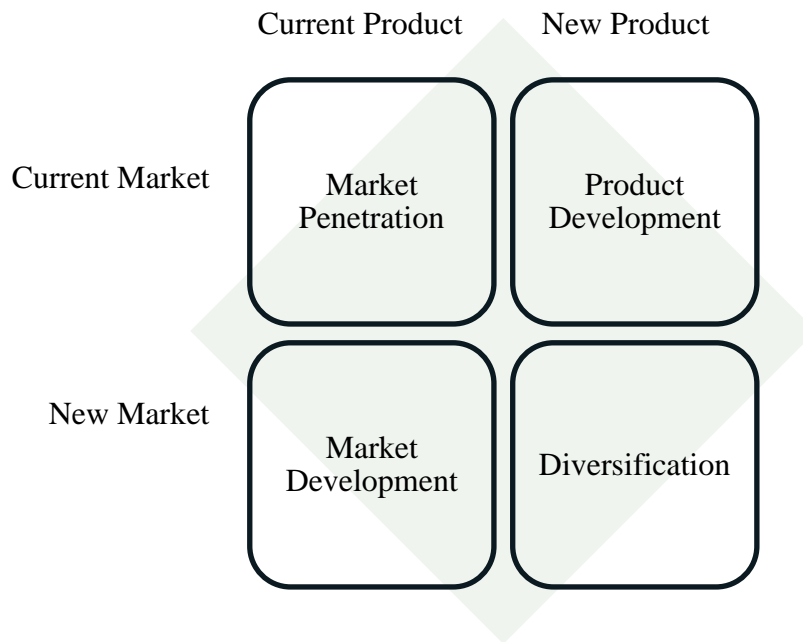 Current Product
New Product
Current Market
Market
Penetration
Product
Development
New Market
Market
Development
Diversification